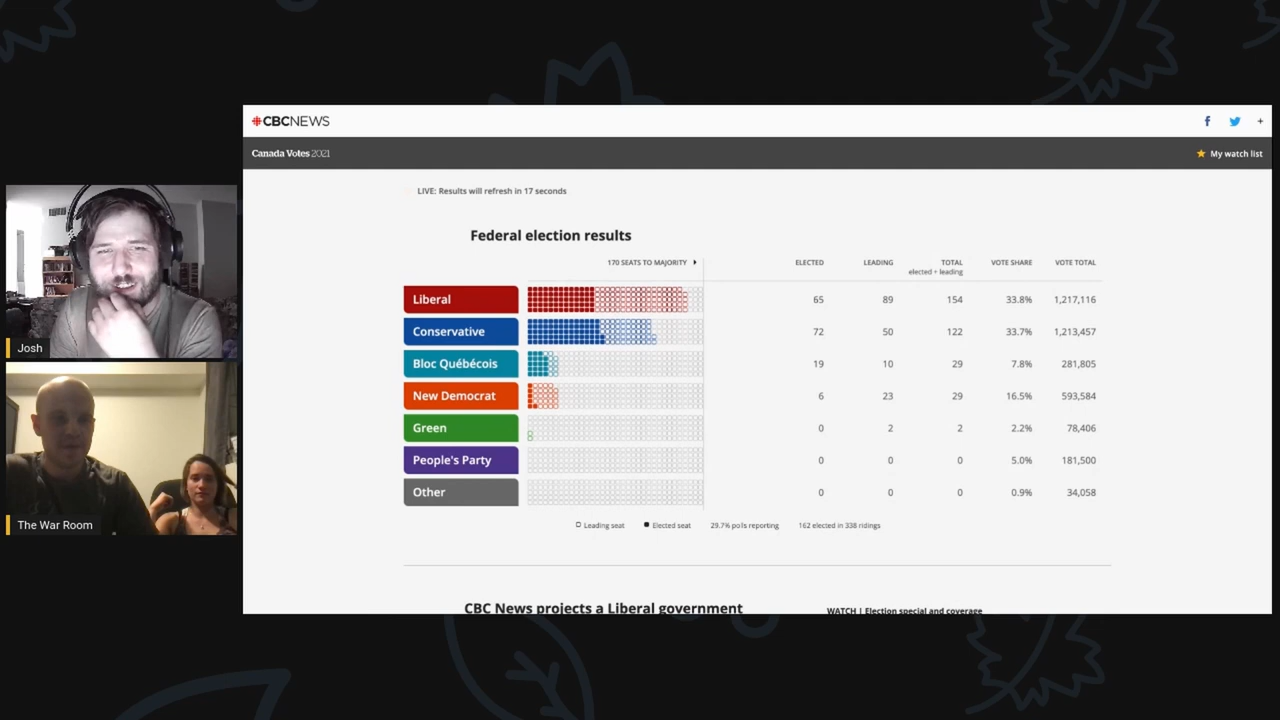 CBCNEWS
f
+
Canada Votes 2021
My watch list
LIVE: Results will refresh in 17 seconds
Federal election results
170 SEATS TO MAJORITY ELECTED LEADING TOTAL VOTE SHARE VOTE TOTAL
elected + leading
Liberal 65 89 154 33.8% 1,217,116
Conservative 72 50 122 33.7% 1,213,457
Bloc Québécois 19 10 29 7.8% 281,805
New Democrat 6 23 29 16.5% 593,584
Green 0 2 2 2.2% 78,406
People's Party 0 0 0 5.0% 181,500
Other 0 0 0 0.9% 34,058
Leading seat Elected seat 29.7% polls reporting 162 elected in 338 ridings
CBC News projects a Liberal government
WATCH | Election special and coverage
Josh
The War Room